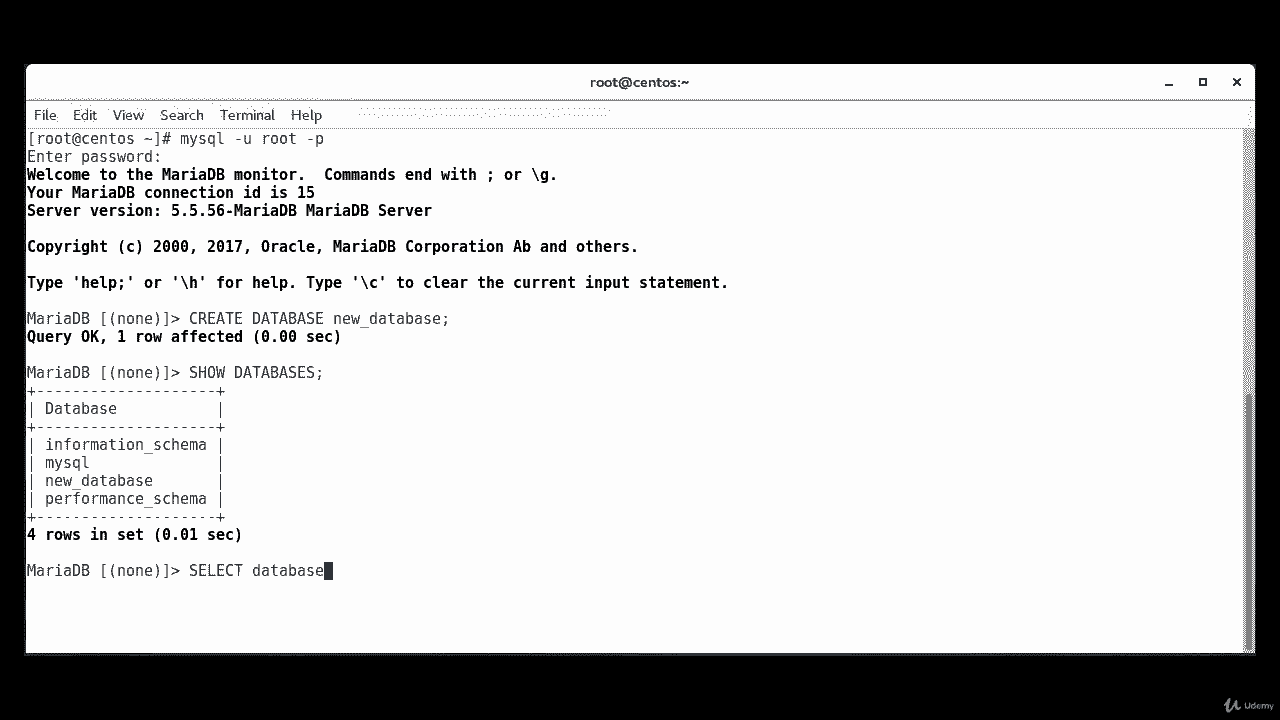 root@centos:~
File Edit View Search Terminal Help
[root@centos ~]# mysql -u root -p
Enter password:
Welcome to the MariaDB monitor.  Commands end with ; or \g.
Your MariaDB connection id is 15
Server version: 5.5.56-MariaDB MariaDB Server
Copyright (c) 2000, 2017, Oracle, MariaDB Corporation Ab and others.
Type 'help;' or '\h' for help. Type '\c' to clear the current input statement.
MariaDB [(none)]> CREATE DATABASE new_database;
Query OK, 1 row affected (0.00 sec)
MariaDB [(none)]> SHOW DATABASES;
+--------------------+
| Database           |
+--------------------+
| information_schema |
| mysql              |
| new_database       |
| performance_schema |
+--------------------+
4 rows in set (0.01 sec)
MariaDB [(none)]> SELECT database
Udemy